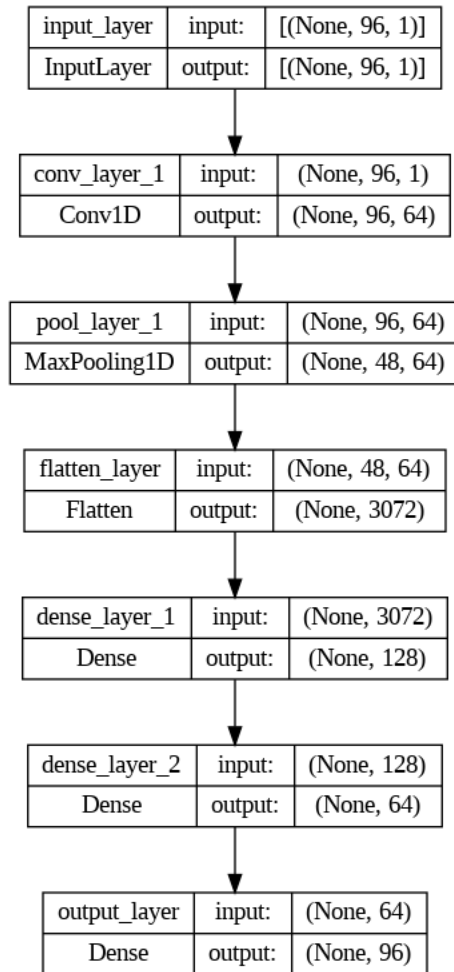 input_layer input: [(None, 96, 1)]
InputLayer output: [(None, 96, 1)]
conv_layer_1 input: (None, 96, 1)
Conv1D output: (None, 96, 64)
pool_layer_1 input: (None, 96, 64)
MaxPooling1D output: (None, 48, 64)
flatten_layer input: (None, 48, 64)
Flatten output: (None, 3072)
dense_layer_1 input: (None, 3072)
Dense output: (None, 128)
dense_layer_2 input: (None, 128)
Dense output: (None, 64)
output_layer input: (None, 64)
Dense output: (None, 96)